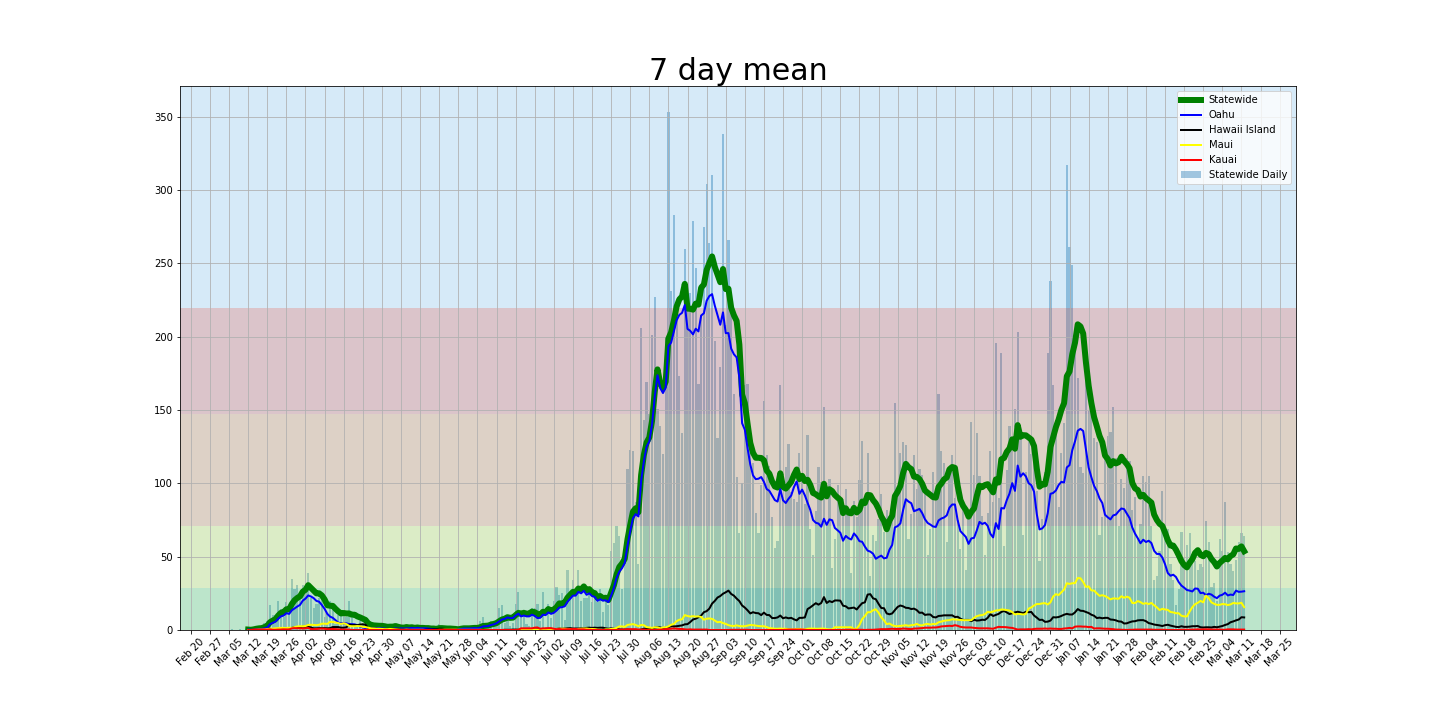 7 day mean
Statewide
Oahu
Hawaii Island
Maui
Kauai
Statewide Daily
350
300
250
200
150
100
50
0
Feb 20 Feb 27 Mar 05 Mar 12 Mar 19 Mar 26 Apr 02 Apr 09 Apr 16 Apr 23 Apr 30 May 07 May 14 May 21 May 28 Jun 04 Jun 11 Jun 18 Jun 25 Jul 02 Jul 09 Jul 16 Jul 23 Jul 30 Aug 06 Aug 13 Aug 20 Aug 27 Sep 03 Sep 10 Sep 17 Sep 24 Oct 01 Oct 08 Oct 15 Oct 22 Oct 29 Nov 05 Nov 12 Nov 19 Nov 26 Dec 03 Dec 10 Dec 17 Dec 24 Dec 31 Jan 07 Jan 14 Jan 21 Jan 28 Feb 04 Feb 11 Feb 18 Feb 25 Mar 04 Mar 11 Mar 18 Mar 25